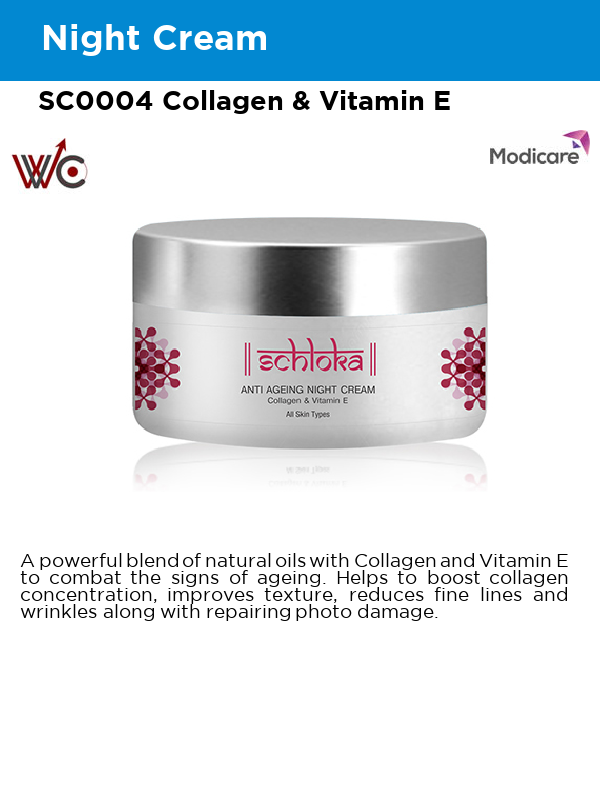 Night Cream
SC0004 Collagen & Vitamin E
WC
Modicare
|| schloka ||
ANTI AGEING NIGHT CREAM
Collagen & Vitamin E
All Skin Types
A powerful blend of natural oils with Collagen and Vitamin E
to combat the signs of ageing. Helps to boost collagen
concentration, improves texture, reduces fine lines and
wrinkles along with repairing photo damage.